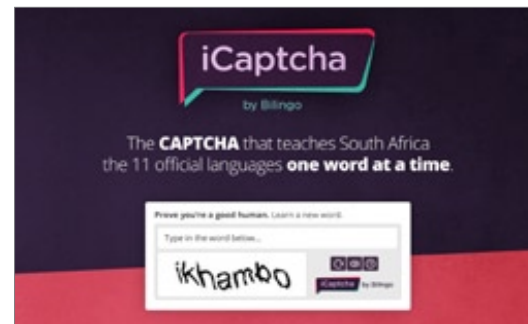 iCaptcha
by Bilingo
The CAPTCHA that teaches South Africa
the 11 official languages one word at a time.
Prove you're a good human. Learn a new word.
Type in the word below...
ikhambo
iCaptcha by Bilingo